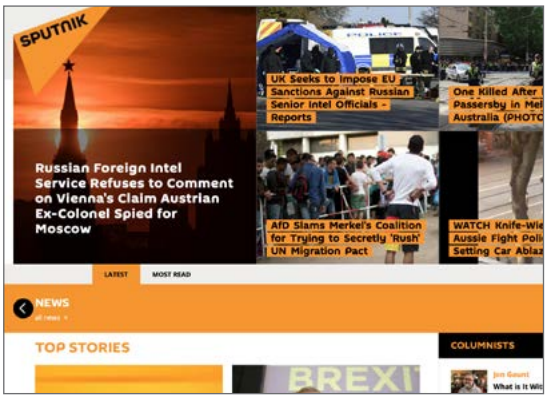 SPUTNIK
POLICE
UK Seeks to Impose EU
Sanctions Against Russian
Senior Intel Officials -
Reports
One Killed After
Passersby in Mel
Australia (PHOTO
Russian Foreign Intel
Service Refuses to Comment
on Vienna's Claim Austrian
Ex-Colonel Spied for
Moscow
AfD Slams Merkel's Coalition
for Trying to Secretly 'Rush'
UN Migration Pact
WATCH Knife-Wie
Aussie Fight Poli
Setting Car Ablaz
LATEST
MOST READ
NEWS
all news
TOP STORIES
COLUMNISTS
BREXIT
Jon Gaunt
What is It Wit